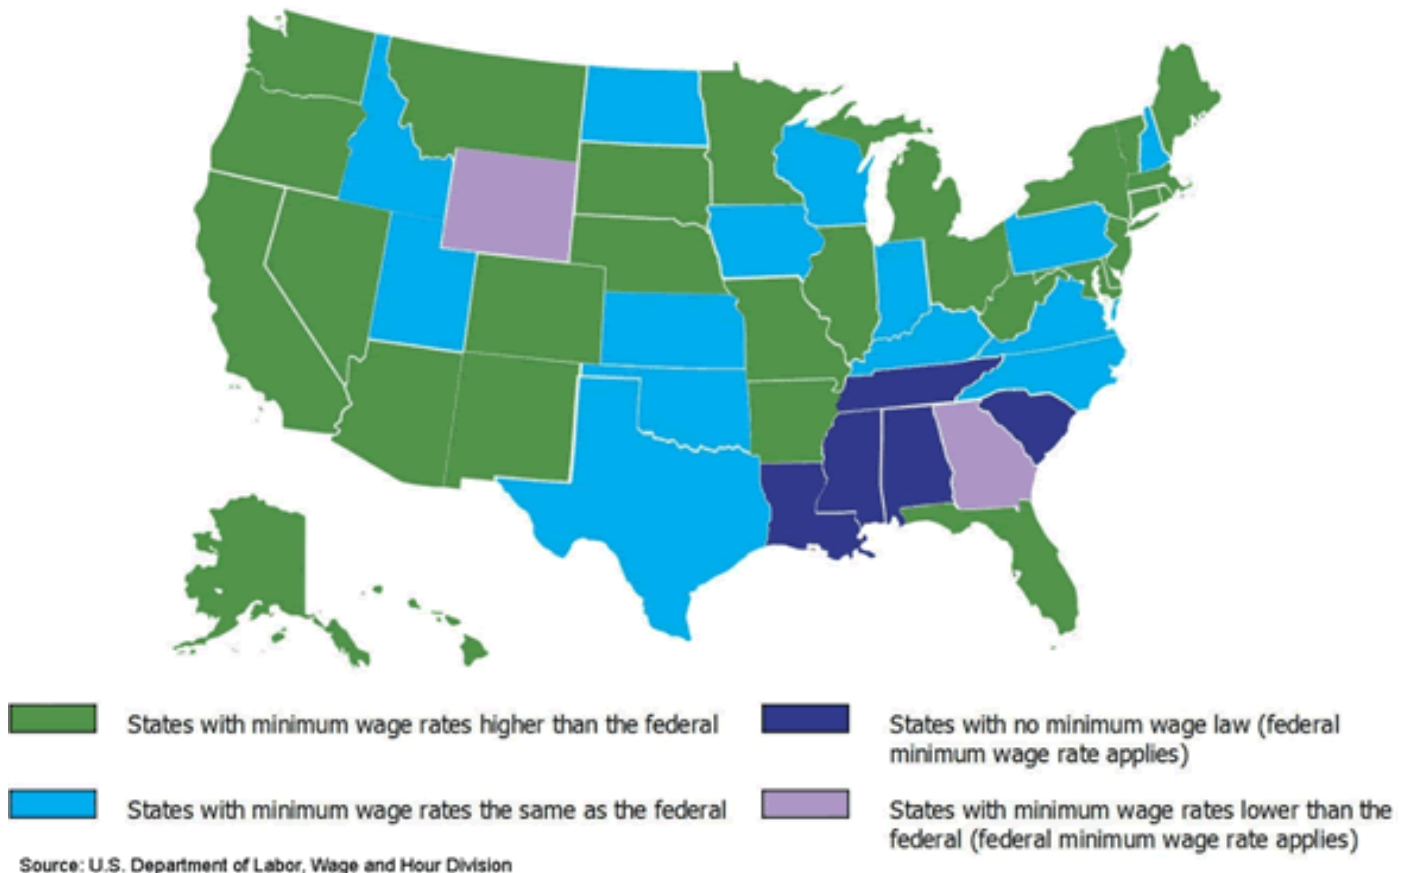 States with minimum wage rates higher than the federal
States with no minimum wage law (federal
minimum wage rate applies)
States with minimum wage rates the same as the federal
States with minimum wage rates lower than the
federal (federal minimum wage rate applies)
Source: U.S. Department of Labor, Wage and Hour Division